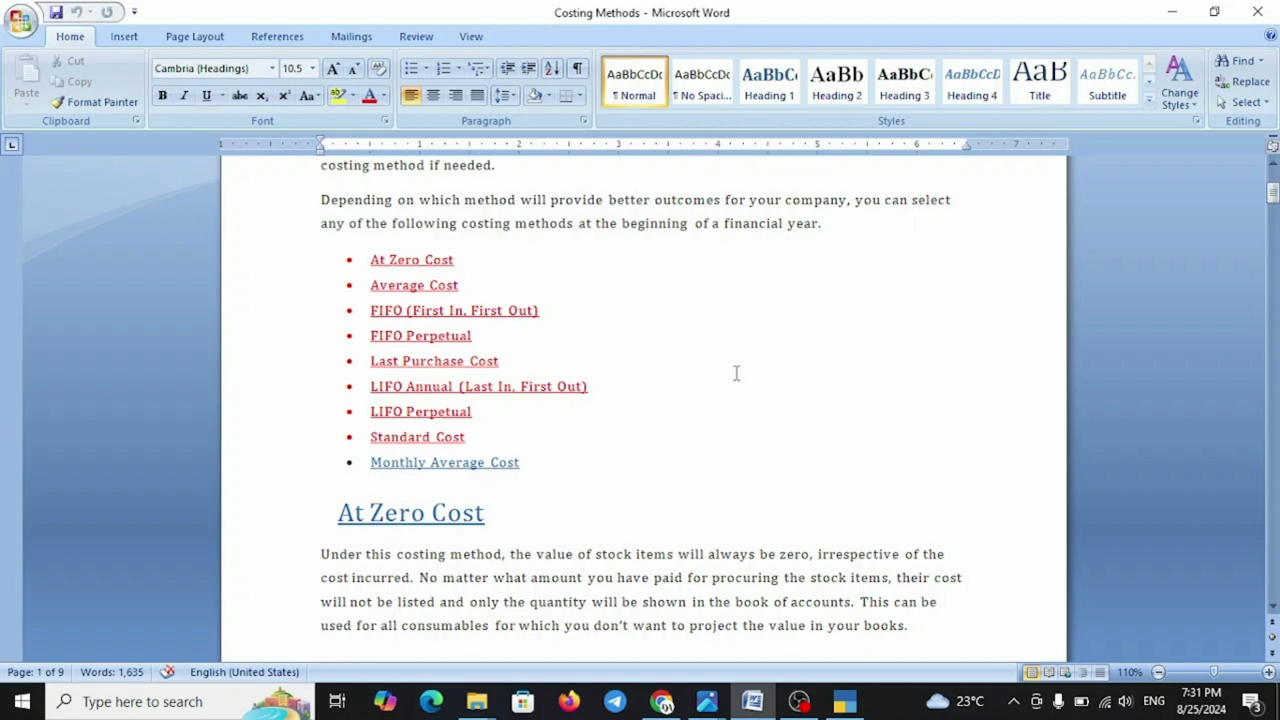 Costing Methods - Microsoft Word
Home Insert Page Layout References Mailings Review View
Paste
Cut
Copy
Format Painter
Clipboard
Cambria (Headings) 10.5
Font
Paragraph
AaBbCcDc AaBbCcDc AaBbC AaBb AaBbCc AaBbCcD AaB AaBbCc.
¶ Normal ¶ No Spaci... Heading 1 Heading 2 Heading 3 Heading 4 Title Subtitle
Change Styles
Styles
Find
Replace
Select
Editing
1 1 2 3 4 5 6 7
costing method if needed.
Depending on which method will provide better outcomes for your company, you can select
any of the following costing methods at the beginning of a financial year.
• At Zero Cost
• Average Cost
• FIFO (First In, First Out)
• FIFO Perpetual
• Last Purchase Cost
• LIFO Annual (Last In, First Out)
• LIFO Perpetual
• Standard Cost
• Monthly Average Cost
At Zero Cost
Under this costing method, the value of stock items will always be zero, irrespective of the
cost incurred. No matter what amount you have paid for procuring the stock items, their cost
will not be listed and only the quantity will be shown in the book of accounts. This can be
used for all consumables for which you don't want to project the value in your books.
Page: 1 of 9 Words: 1,635 English (United States) 110%
Type here to search 23°C ENG 7:31 PM
8/25/2024